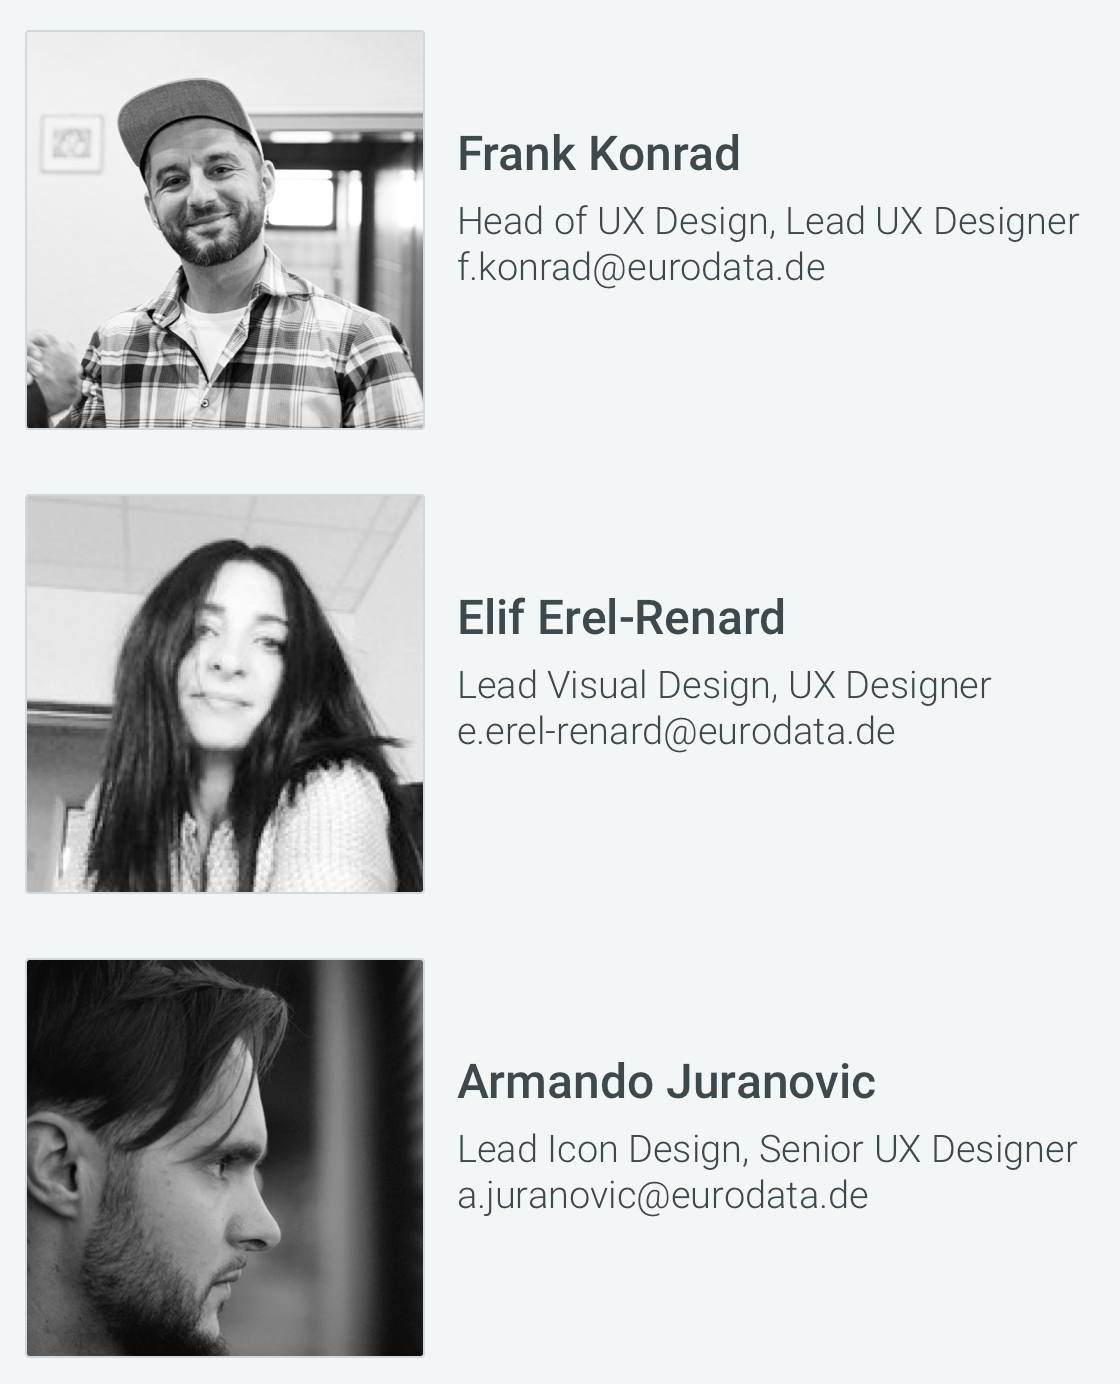 Frank Konrad
Head of UX Design, Lead UX Designer
f.konrad@eurodata.de
Elif Erel-Renard
Lead Visual Design, UX Designer
e.erel-renard@eurodata.de
Armando Juranovic
Lead Icon Design, Senior UX Designer
a.juranovic@eurodata.de